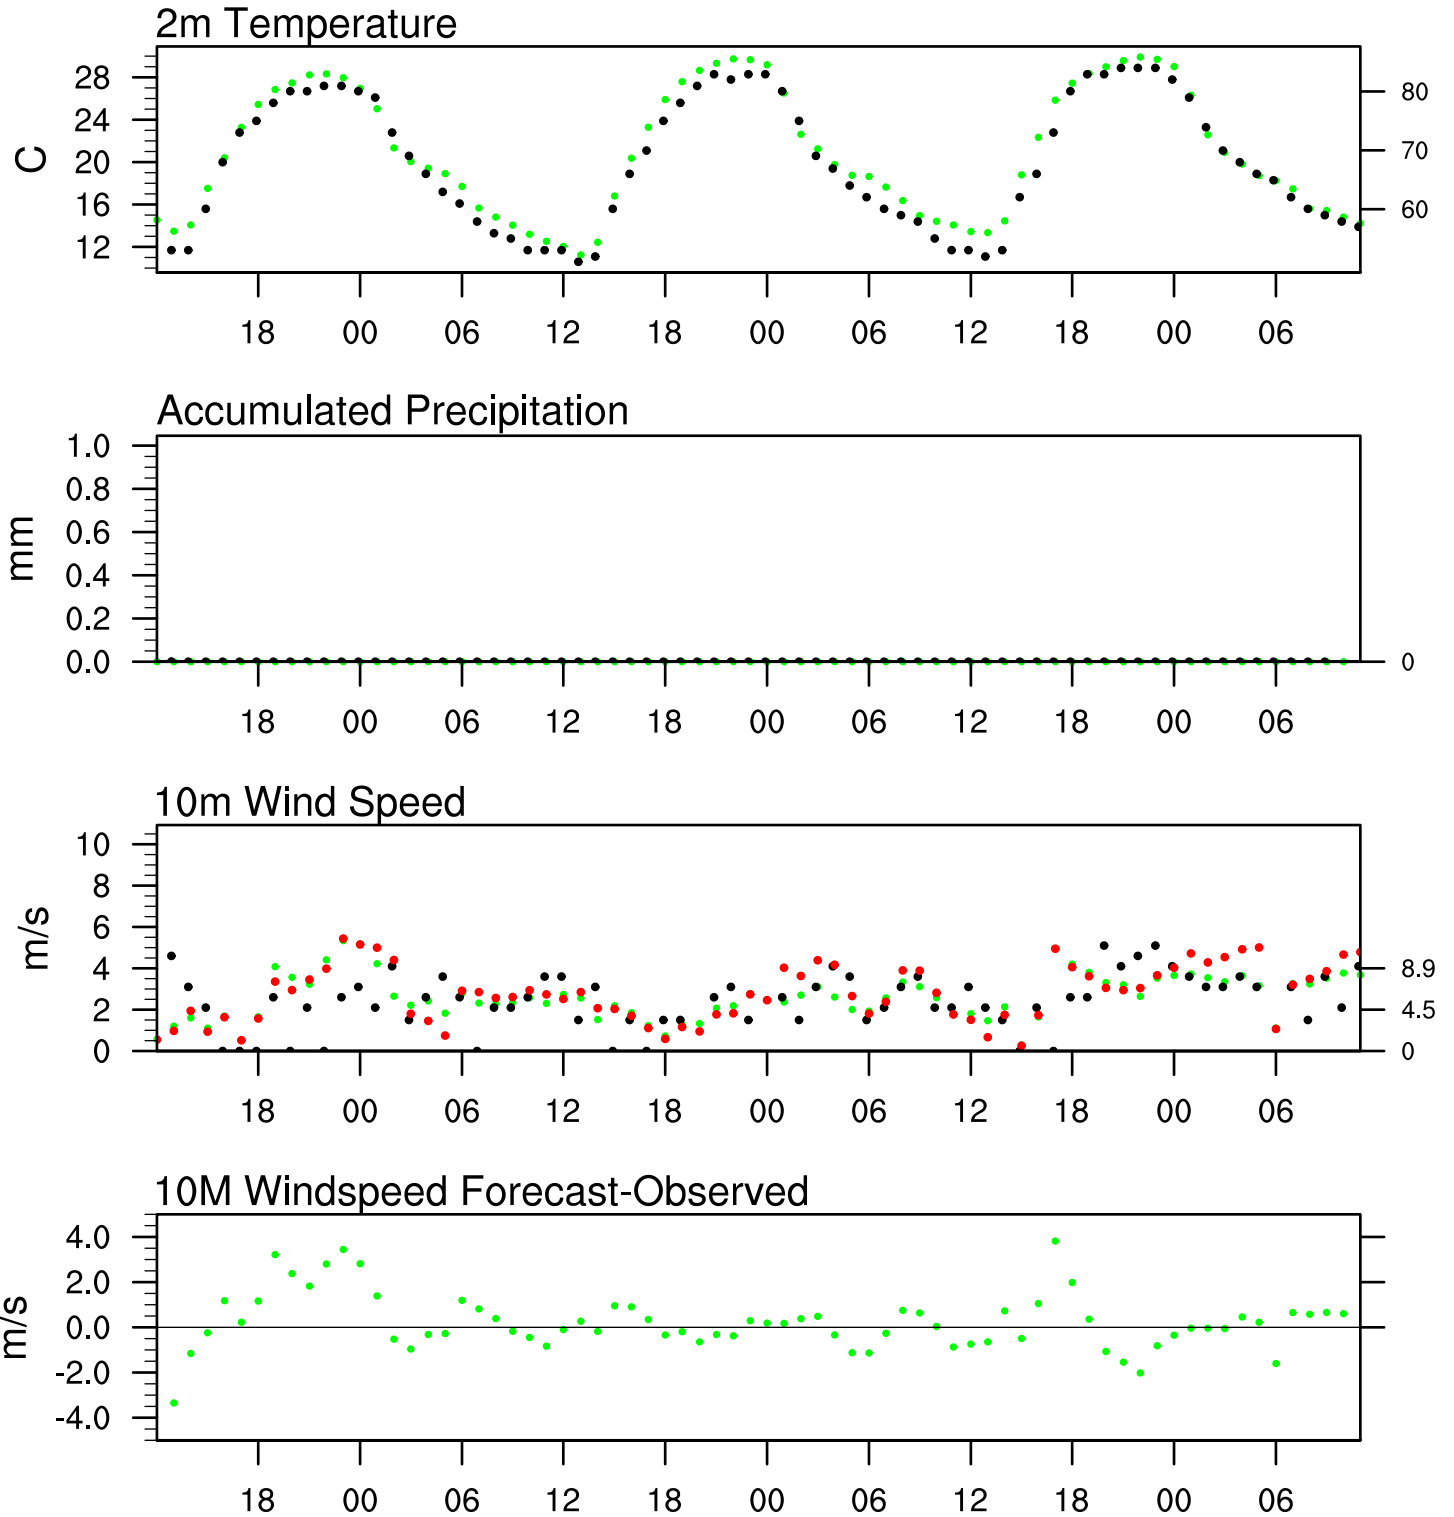 2m Temperature
C
28
24
20
16
12
80
70
60
18 00 06 12 18 00 06 12 18 00 06
Accumulated Precipitation
mm
1.0
0.8
0.6
0.4
0.2
0.0
0
18 00 06 12 18 00 06 12 18 00 06
10m Wind Speed
m/s
10
8
6
4
2
0
8.9
4.5
0
18 00 06 12 18 00 06 12 18 00 06
10M Windspeed Forecast-Observed
m/s
4.0
2.0
0.0
-2.0
-4.0
18 00 06 12 18 00 06 12 18 00 06